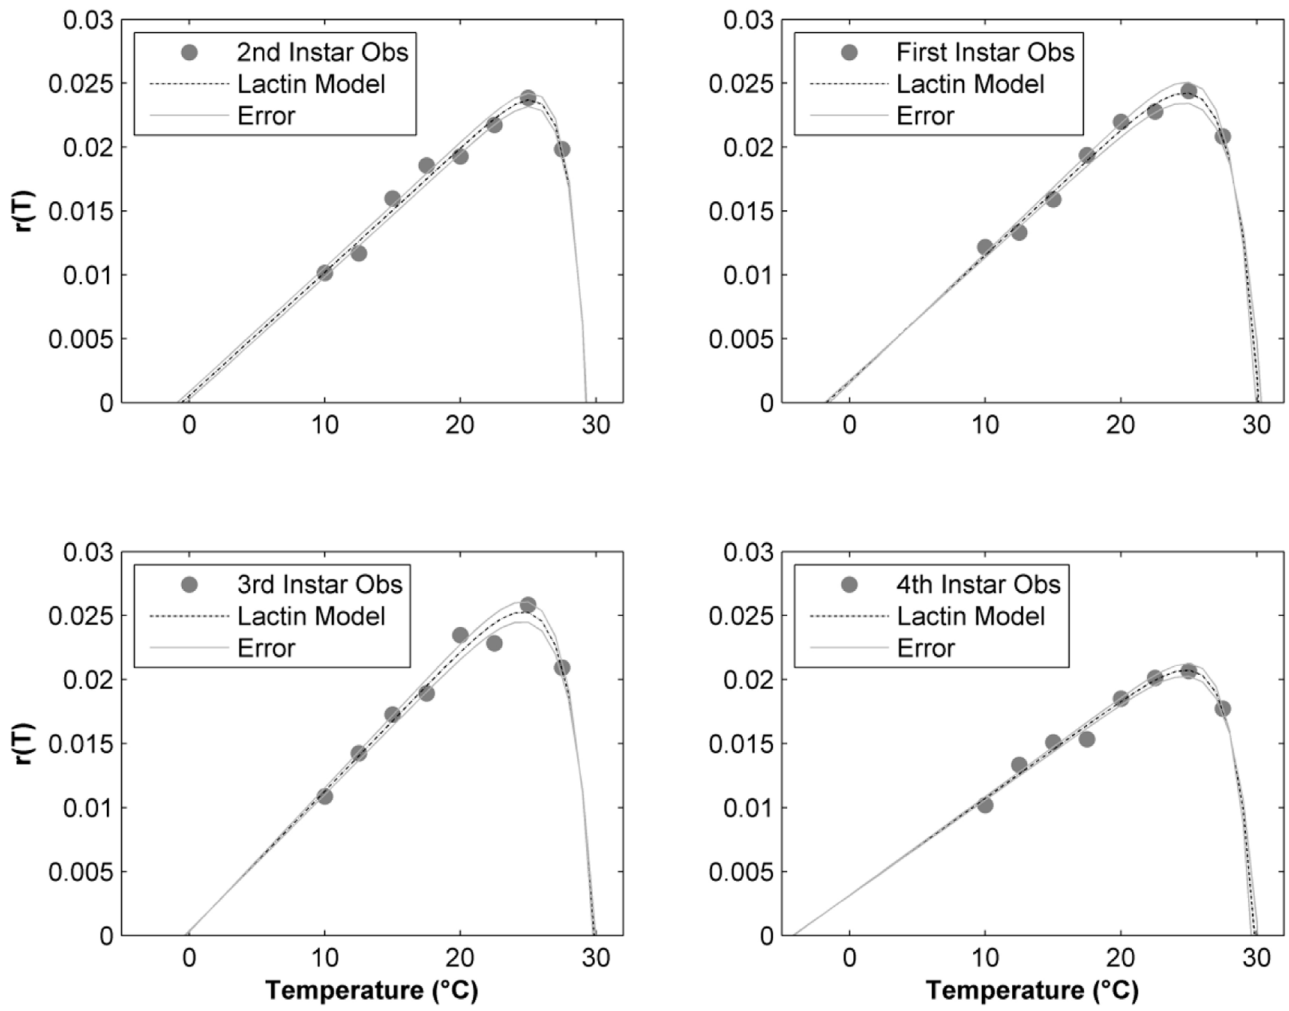 0.03
0.025
0.02
0.015
0.01
0.005
0
r(T)
2nd Instar Obs
Lactin Model
Error
0 10 20 30
0.03
0.025
0.02
0.015
0.01
0.005
0
First Instar Obs
Lactin Model
Error
0 10 20 30
0.03
0.025
0.02
0.015
0.01
0.005
0
r(T)
3rd Instar Obs
Lactin Model
Error
0 10 20 30
Temperature (°C)
0.03
0.025
0.02
0.015
0.01
0.005
0
4th Instar Obs
Lactin Model
Error
0 10 20 30
Temperature (°C)